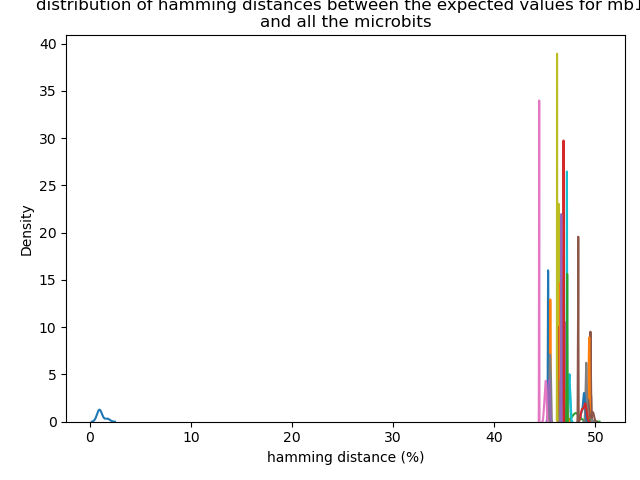 distribution of hamming distances between the expected values for mb1
and all the microbits
40
35
30
25
20
15
10
5
0
Density
0 10 20 30 40 50
hamming distance (%)